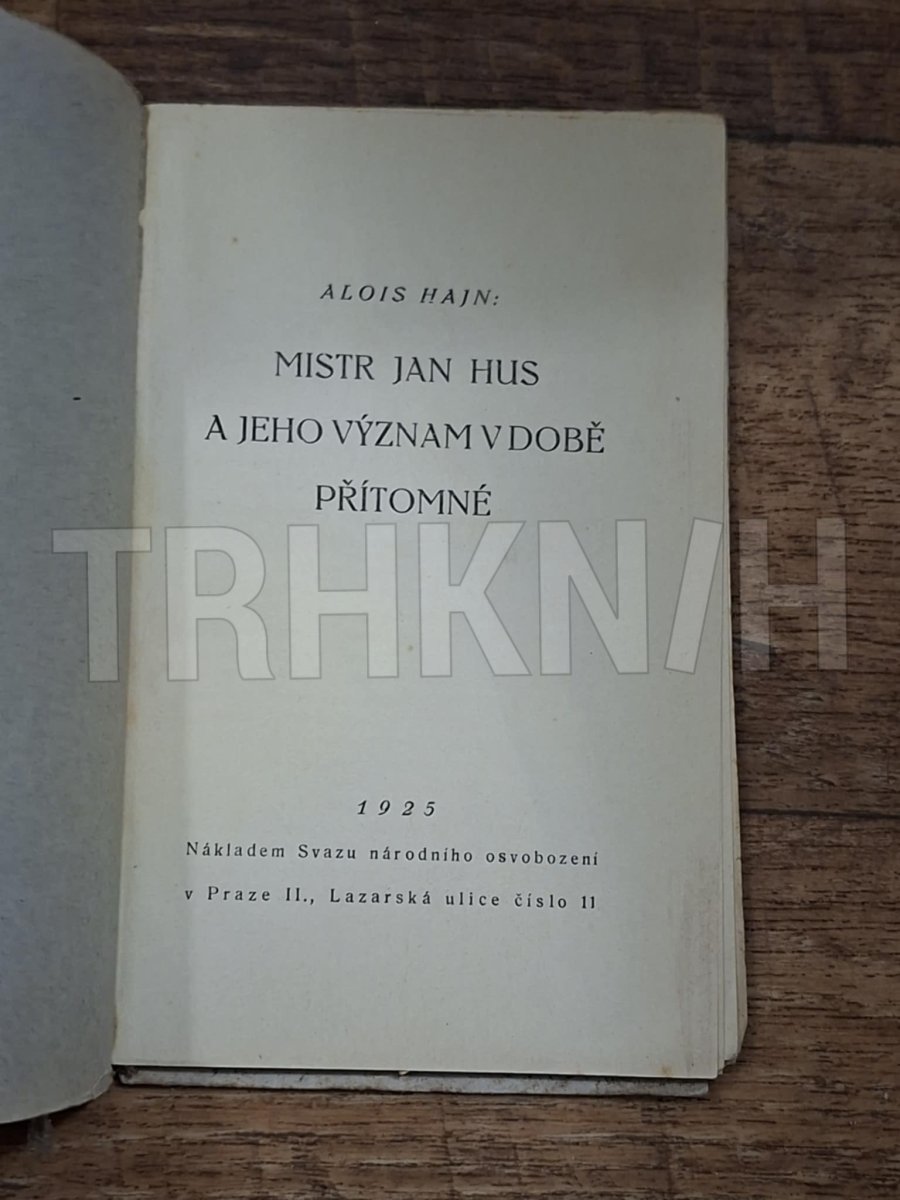 ALOIS HAJN:
MISTR JAN HUS
A JEHO VÝZNAM V DOBĚ
PŘÍTOMNÉ
TRHKN/H
1925
Nákladem Svazu národního osvobození
v Praze II., Lazarská ulice číslo 11